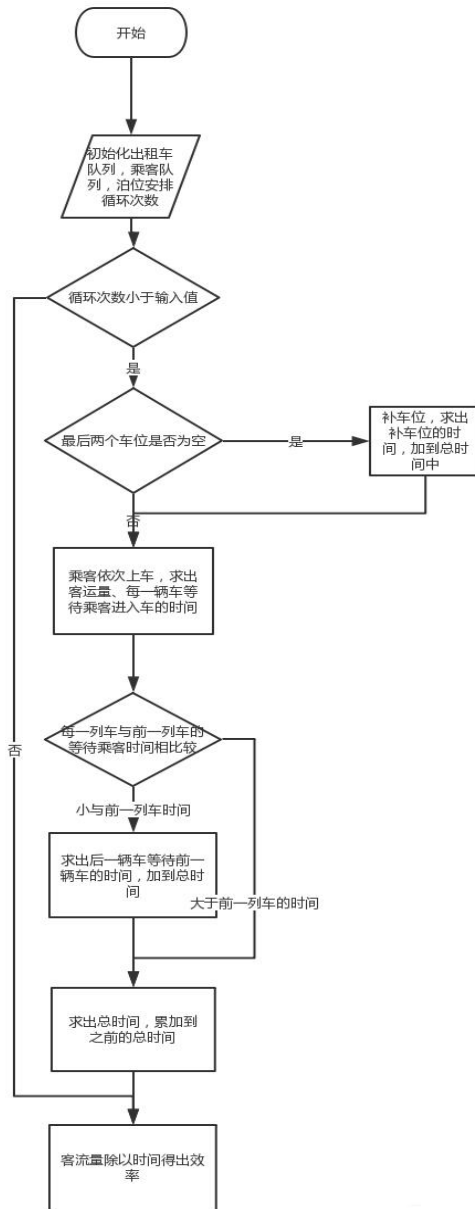 开始
初始化出租车
队列，乘客队
列，泊位安排
循环次数
循环次数小于输入值
是
最后两个车位是否为空
是
补车位，求出
补车位的时
间，加到总时
间中
否
乘客依次上车，求出
客运量、每一辆车等
待乘客进入车的时间
每一列车与前一列车的
等待乘客时间相比较
否
小与前一列车时间
求出后一辆车等待前一
辆车的时间，加到总时
间
大于前一列车的时间
求出总时间，累加到
之前的总时间
客流量除以时间得出效
率